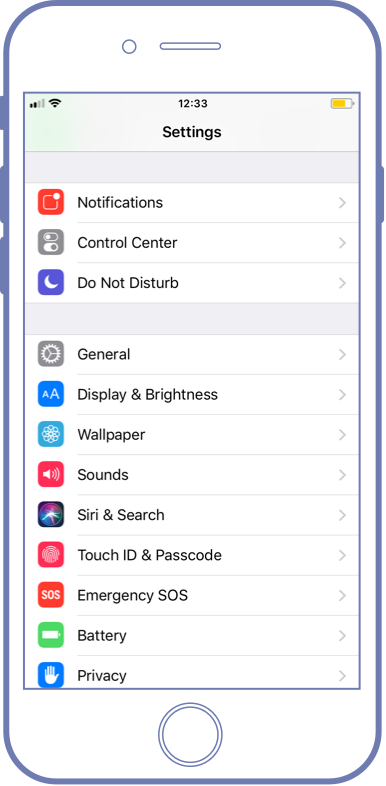 12:33
Settings
Notifications
Control Center
Do Not Disturb
General
AA Display & Brightness
Wallpaper
Sounds
Siri & Search
Touch ID & Passcode
SOS Emergency SOS
Battery
Privacy